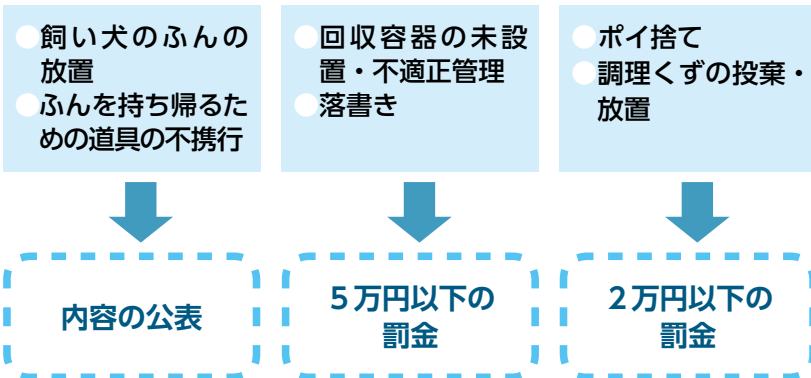 ●飼い犬のふんの
放置
●ふんを持ち帰るた
めの道具の不携行
内容の公表
●回収容器の未設
置・不適正管理
●落書き
５万円以下の
罰金
●ポイ捨て
●調理くずの投棄・
放置
２万円以下の
罰金